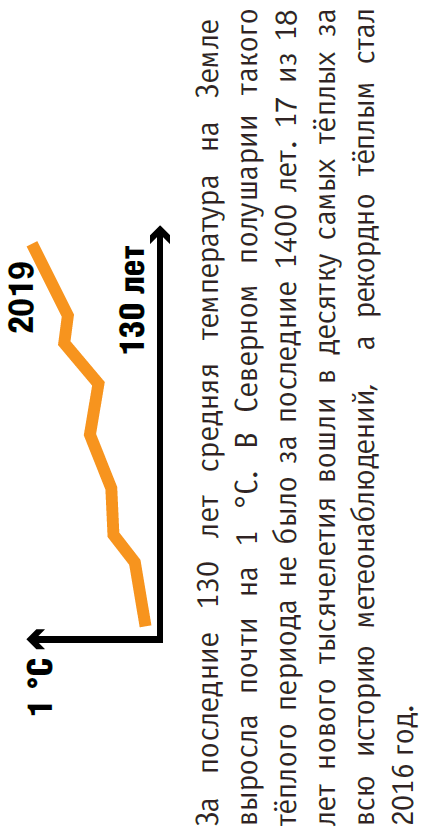 1 °C
2019
130 лет
За последние 130 лет средняя температура на Земле
выросла почти на 1 °C. В Северном полушарии такого
тёплого периода не было за последние 1400 лет. 17 из 18
лет нового тысячелетия вошли в десятку самых тёплых за
всю историю метеонаблюдений, а рекордно тёплым стал
2016 год.